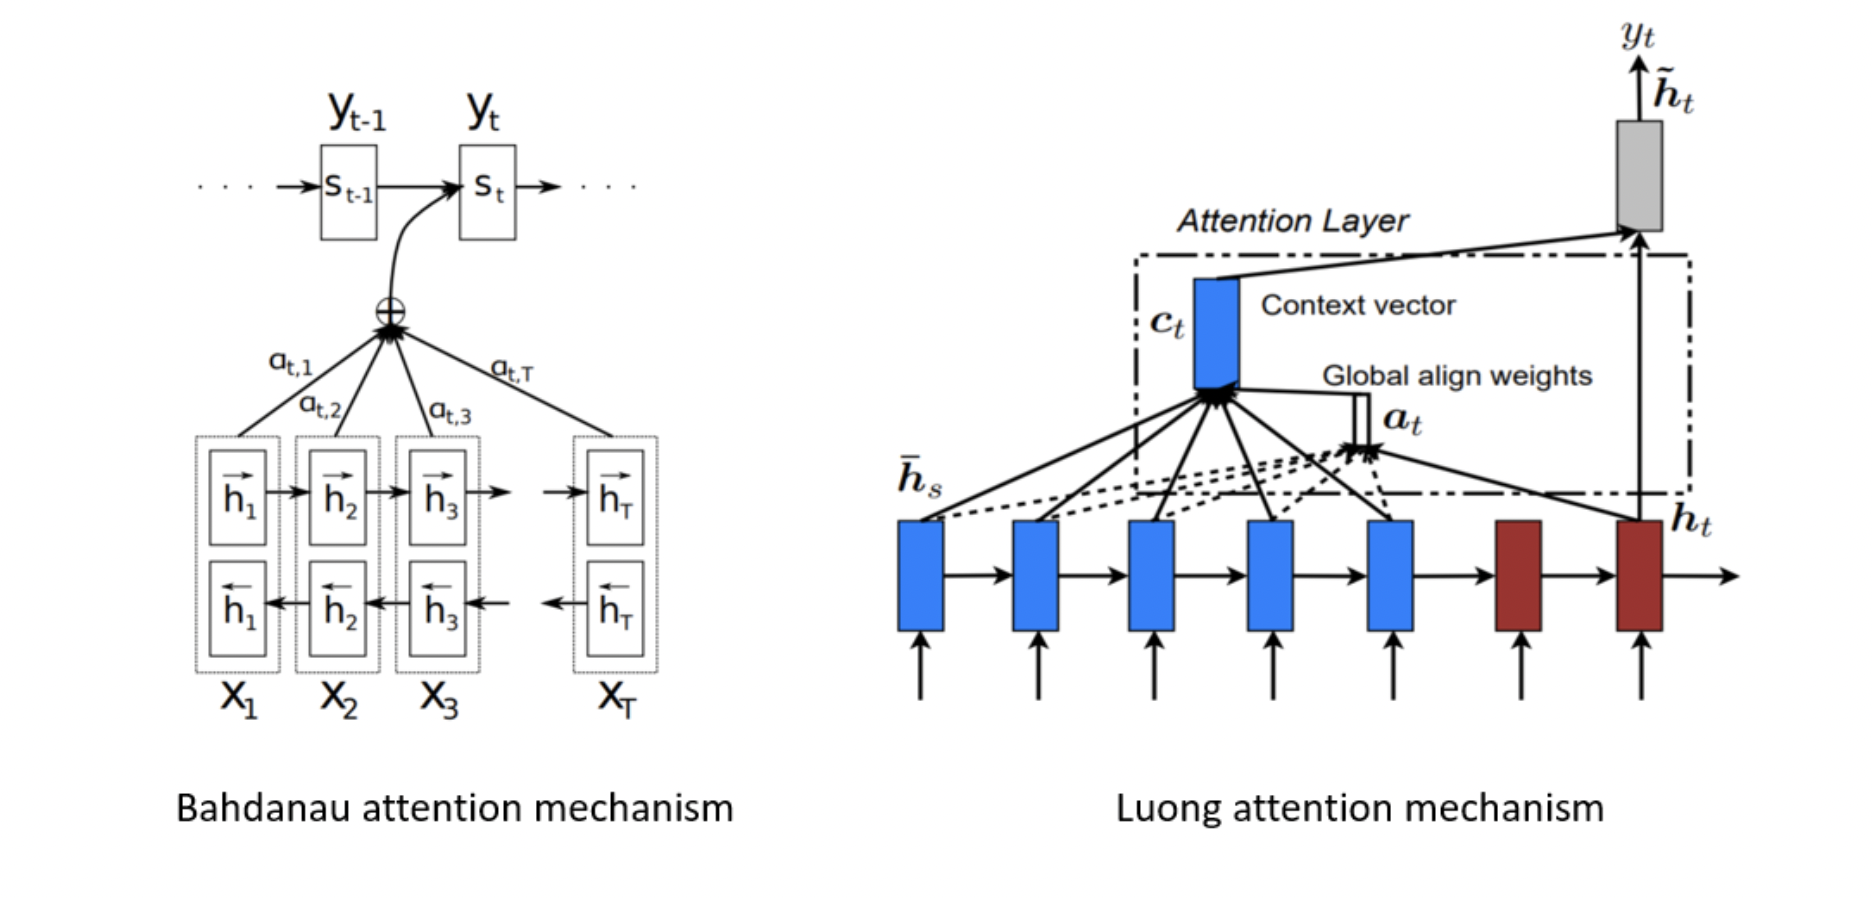 y_{t-1} y_t
. . . s_{t-1} s_t . . .
a_{t,1} a_{t,2} a_{t,3} a_{t,T}
\overrightarrow{h}_1 \overrightarrow{h}_2 \overrightarrow{h}_3 \overrightarrow{h}_T
\overleftarrow{h}_1 \overleftarrow{h}_2 \overleftarrow{h}_3 \overleftarrow{h}_T
x_1 x_2 x_3 x_T
Bahdanau attention mechanism
y_t
\tilde{h}_t
Attention Layer
c_t Context vector
Global align weights
a_t
\bar{h}_s
h_t
Luong attention mechanism